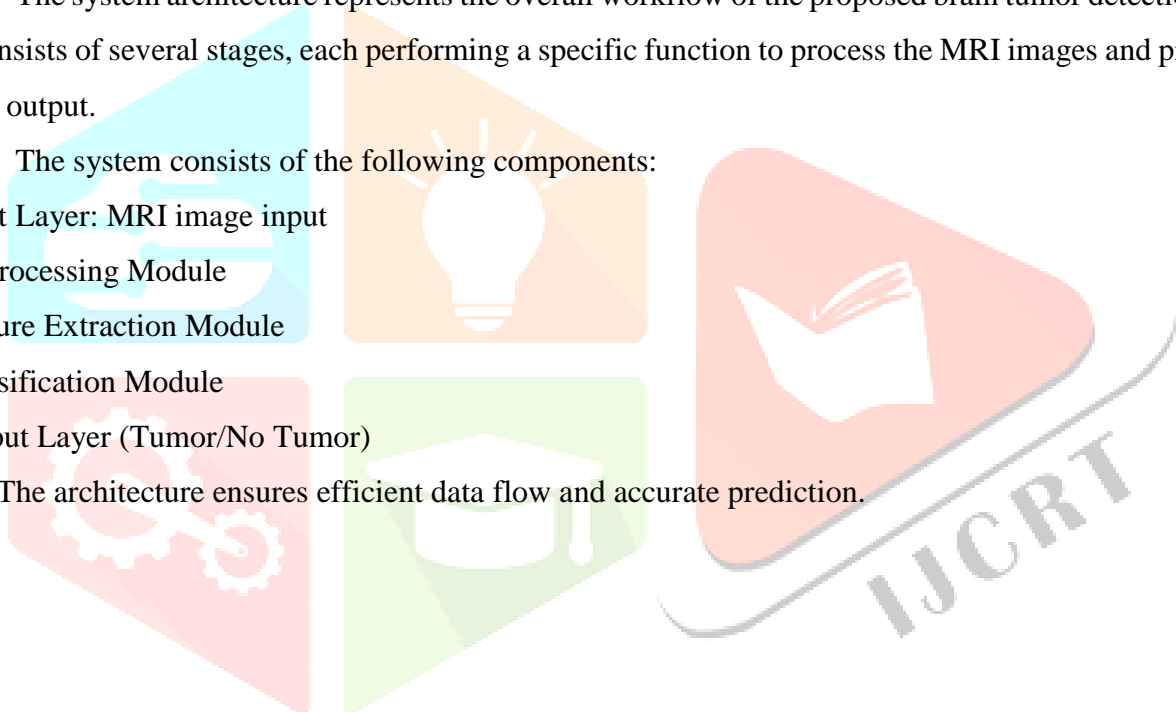 The system architecture represents the overall workflow of the proposed brain tumor detectio
nsists of several stages, each performing a specific function to process the MRI images and p
output.
The system consists of the following components:
t Layer: MRI image input
rocessing Module
ure Extraction Module
sification Module
put Layer (Tumor/No Tumor)
The architecture ensures efficient data flow and accurate prediction.
IJCRT